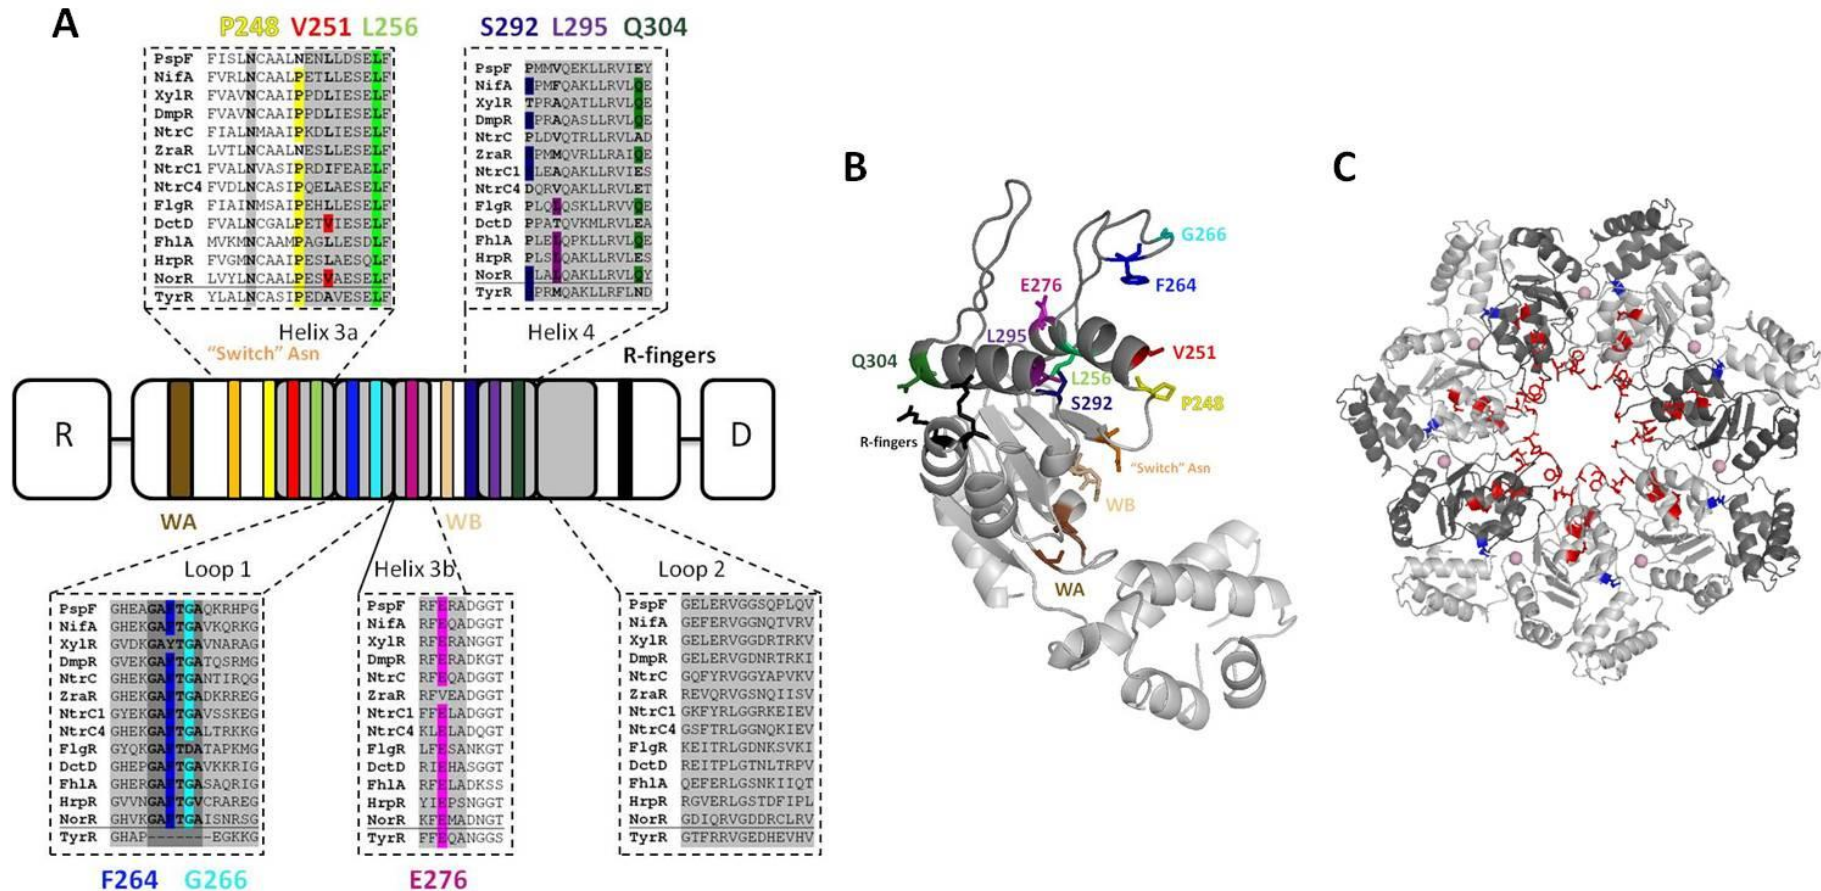 A
P248 V251 L256
PspF FISLNCAALNENLLDSELF
NifA FVRLNCAALPETLLESELF
XylR FVAVNCAAIPPDLIESELF
DmpR FVAVNCAAIPPDLIESELF
NtrC FIALNMAAIPKDLIESELF
ZraR LVTLNCAALNESLLESELF
NtrC1 FVALNVASIPRDIFEAELF
NtrC4 FVDLNCASIPQELAESELF
FlgR FIAINMSAIPEHLLESELF
DctD FVALNCGALPETVIESELF
FhlA MVKMNCAAMPAGLLESDLF
HrpR FVGMNCAAIPESLAESQLF
NorR LVYLNCAALPESVAESELF
TyrR YLALNCASIPEDAVESELF
Helix 3a
S292 L295 Q304
PspF PMMVQEKLLRVIEY
NifA PMFQAKLLRVLQE
XylR TPRAQATLLRVLQE
DmpR PRAQASLLRVLQE
NtrC PLDVQTRLLRVLAD
ZraR PMMQVRLLRAIQE
NtrC1 LEAQAKLLRVIES
NtrC4 DQRVQAKLLRVLET
FlgR PLQLQSKLLRVVQE
DctD PPATQVKMLRVLEA
FhlA PLELQPKLLRVLQE
HrpR PLSLQAKLLRVLES
NorR LALQAKLLRVLQY
TyrR PRMQAKLLRFLND
Helix 4
"Switch" Asn
R-fingers
R
D
WA
WB
Loop 1
PspF GHEAGAFTGAQKRHPG
NifA GHEKGAFTGAVKQRKG
XylR GVDKGAYTGAVNARAG
DmpR GVEKGAFTGATQSRMG
NtrC GHEKGAFTGANTIRQG
ZraR GHEKGAFTGADKRREG
NtrC1 GYEKGAFTGAVSSKEG
NtrC4 GHEKGAFTGALTRKKG
FlgR GYQKGAFTDATAPKMG
DctD GHEPGAFTGAVKKRIG
FhlA GHERGAFTGASAQRIG
HrpR GVVNGAFTGVCRAREG
NorR GHVKGAFTGAISNRSG
TyrR GHAP-------EGKKG
F264 G266
Helix 3b
PspF RFERADGGT
NifA RFEQADGGT
XylR RFELANGGT
DmpR RFERADKGT
NtrC RFEQADGGT
ZraR RFVEADGGT
NtrC1 FFELADGGT
NtrC4 KLELADQGT
FlgR LFESANKGT
DctD RIEHASGGT
FhlA RFELADKSS
HrpR YIEPSNGGT
NorR KFEMADNGT
TyrR FFEQANGGS
E276
Loop 2
PspF GELERVGGSQPLQV
NifA GEFERVGGNQTVRV
XylR GELERVGGDRTRKI
DmpR GELERVGDNRTRKI
NtrC GQFYRVGGYAPVKV
ZraR REVQRVGSNQIISV
NtrC1 GKFYRLGGRKEIEV
NtrC4 GSFTRLGGNQKIEV
FlgR KEITRLGDNKSVKI
DctD REITPLGTNLTRPV
FhlA QEFERLGSNKIIQT
HrpR RGVERLGSTDFIPL
NorR GDIQRVGDDRCLRV
TyrR GTFRRVGEDHEVHV
B
G266
F264
E276
L295
V251
Q304
L256
S292
P248
R-fingers
"Switch" Asn
WB
WA
C